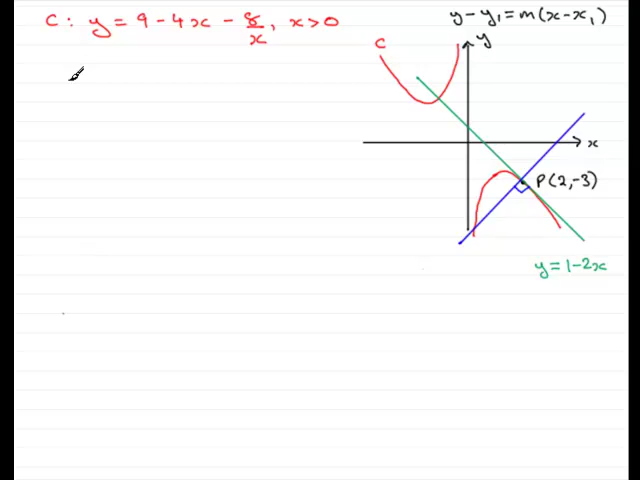 C: y = 9 - 4x - 8/x, x>0
y - y₁ = m(x - x₁)
y
C
x
P(2,-3)
y = 1 - 2x